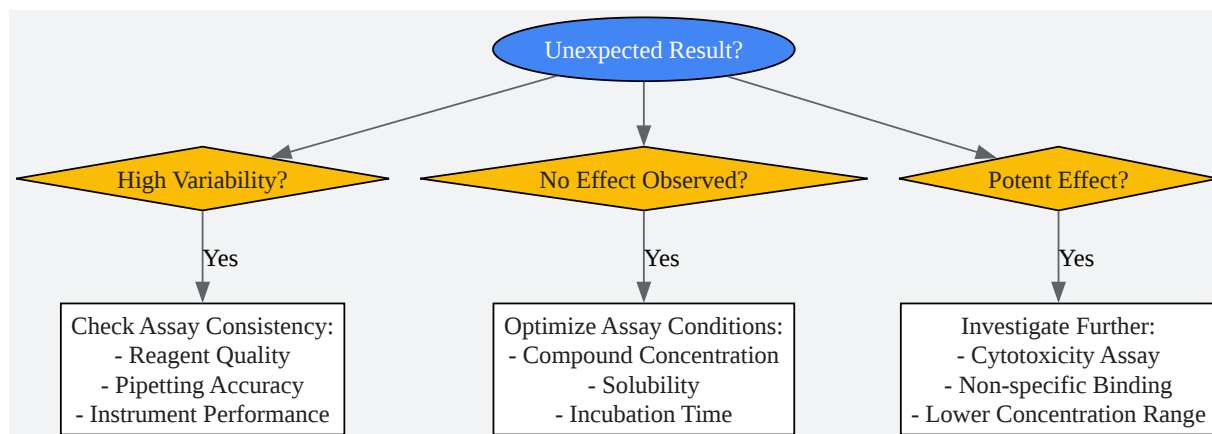 Unexpected Result?
High Variability?
No Effect Observed?
Potent Effect?
Yes
Yes
Yes
Check Assay Consistency:
- Reagent Quality
- Pipetting Accuracy
- Instrument Performance
Optimize Assay Conditions:
- Compound Concentration
- Solubility
- Incubation Time
Investigate Further:
- Cytotoxicity Assay
- Non-specific Binding
- Lower Concentration Range